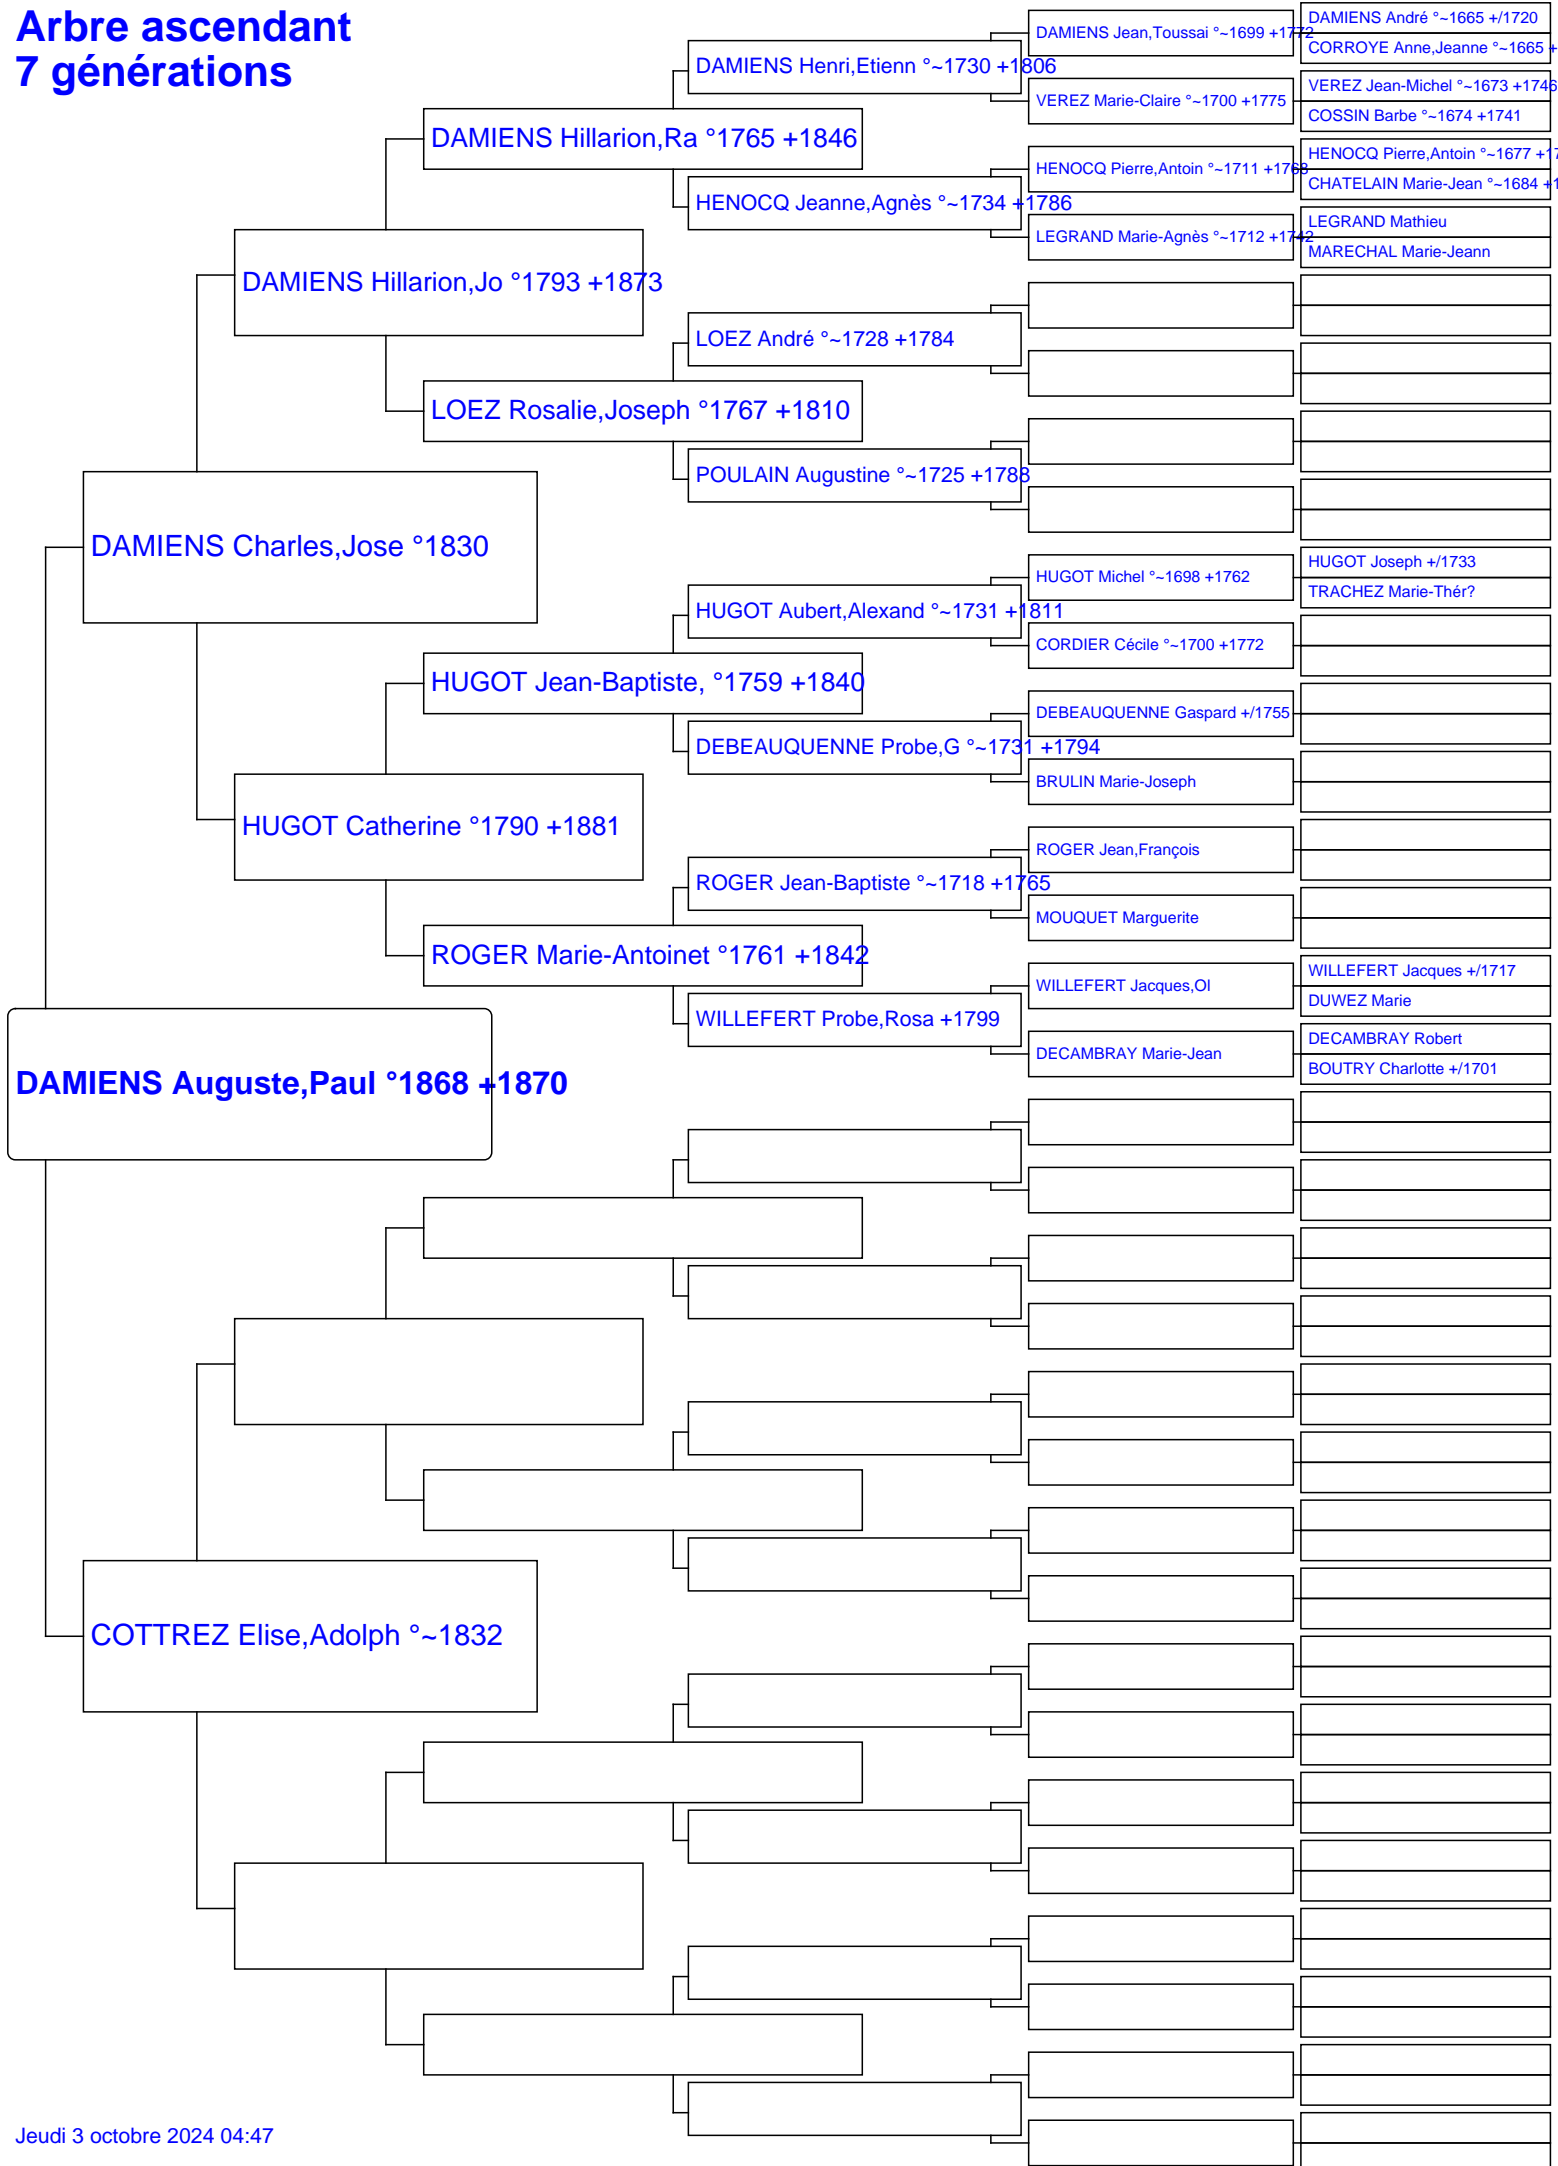 Arbre ascendant
7 générations
DAMIENS André °~1665 +/1720
DAMIENS Jean,Toussai °~1699 +1772
CORROYE Anne,Jeanne °~1665 +
DAMIENS Henri,Etienn °~1730 +1806
VEREZ Jean-Michel °~1673 +1746
VEREZ Marie-Claire °~1700 +1775
COSSIN Barbe °~1674 +1741
DAMIENS Hillarion,Ra °1765 +1846
HENOCQ Pierre,Antoin °~1677 +17
HENOCQ Pierre,Antoin °~1711 +1768
CHATELAIN Marie-Jean °~1684 +1
HENOCQ Jeanne,Agnès °~1734 +1786
LEGRAND Mathieu
LEGRAND Marie-Agnès °~1712 +1742
MARECHAL Marie-Jeann
DAMIENS Hillarion,Jo °1793 +1873
LOEZ André °~1728 +1784
LOEZ Rosalie,Joseph °1767 +1810
POULAIN Augustine °~1725 +1788
DAMIENS Charles,Jose °1830
HUGOT Joseph +/1733
HUGOT Michel °~1698 +1762
TRACHEZ Marie-Thér?
HUGOT Aubert,Alexand °~1731 +1811
CORDIER Cécile °~1700 +1772
HUGOT Jean-Baptiste, °1759 +1840
DEBEAUQUENNE Gaspard +/1755
DEBEAUQUENNE Probe,G °~1731 +1794
BRULIN Marie-Joseph
HUGOT Catherine °1790 +1881
ROGER Jean,François
ROGER Jean-Baptiste °~1718 +1765
MOUQUET Marguerite
ROGER Marie-Antoinet °1761 +1842
WILLEFERT Jacques +/1717
WILLEFERT Jacques,Ol
DUWEZ Marie
WILLEFERT Probe,Rosa +1799
DECAMBRAY Robert
DECAMBRAY Marie-Jean
BOUTRY Charlotte +/1701
DAMIENS Auguste,Paul °1868 +1870
COTTREZ Elise,Adolph °~1832
Jeudi 3 octobre 2024 04:47